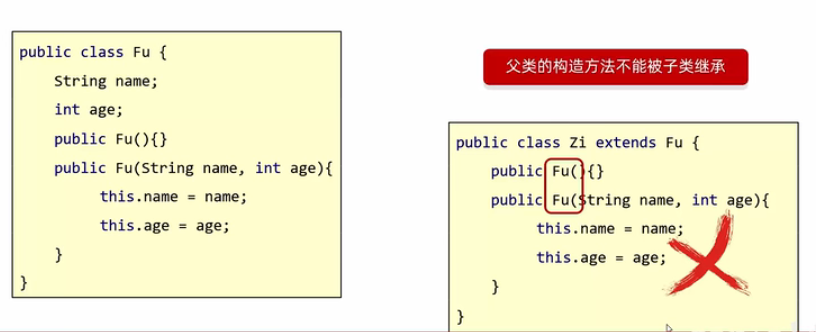 public class Fu {
String name;
int age;
public Fu(){}
public Fu(String name, int age){
this.name = name;
this.age = age;
}
}
父类的构造方法不能被子类继承
public class Zi extends Fu {
public Fu(){}
public Fu(String name, int age){
this.name = name;
this.age = age;
}
}